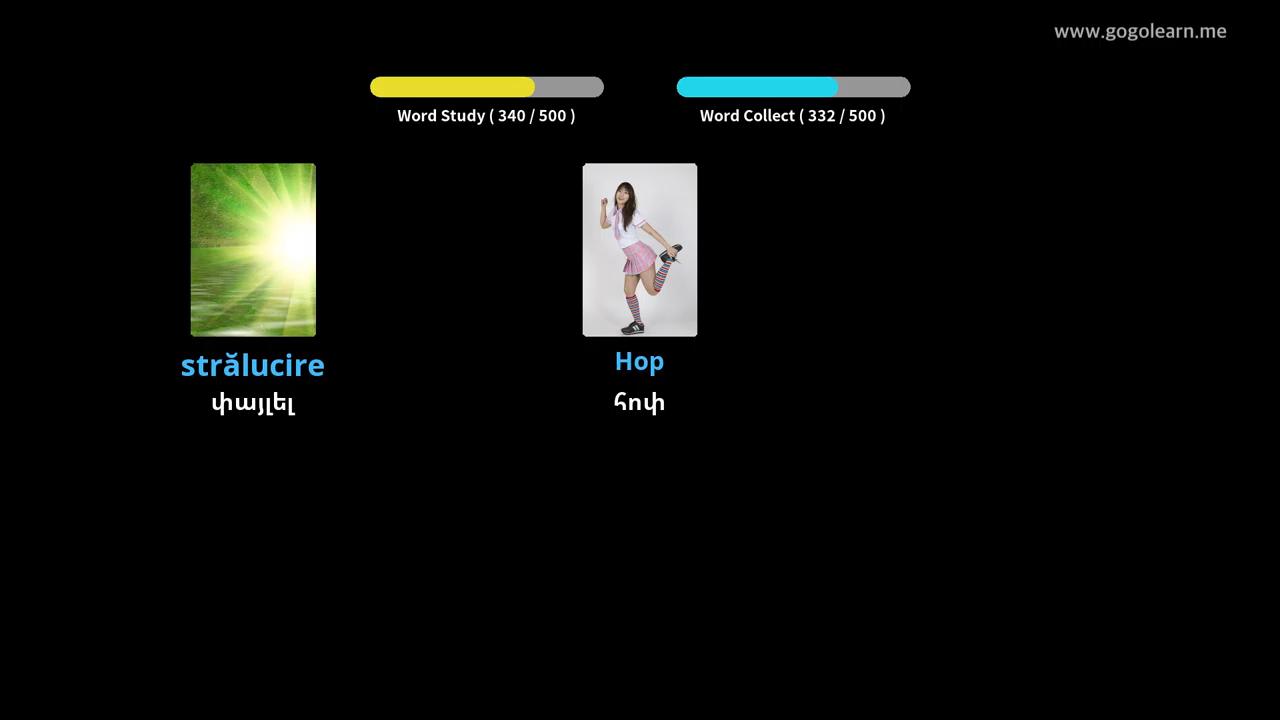 www.gogolearn.me
Word Study ( 340 / 500 )
Word Collect ( 332 / 500 )
strălucire
փայլել
Hop
հոփ